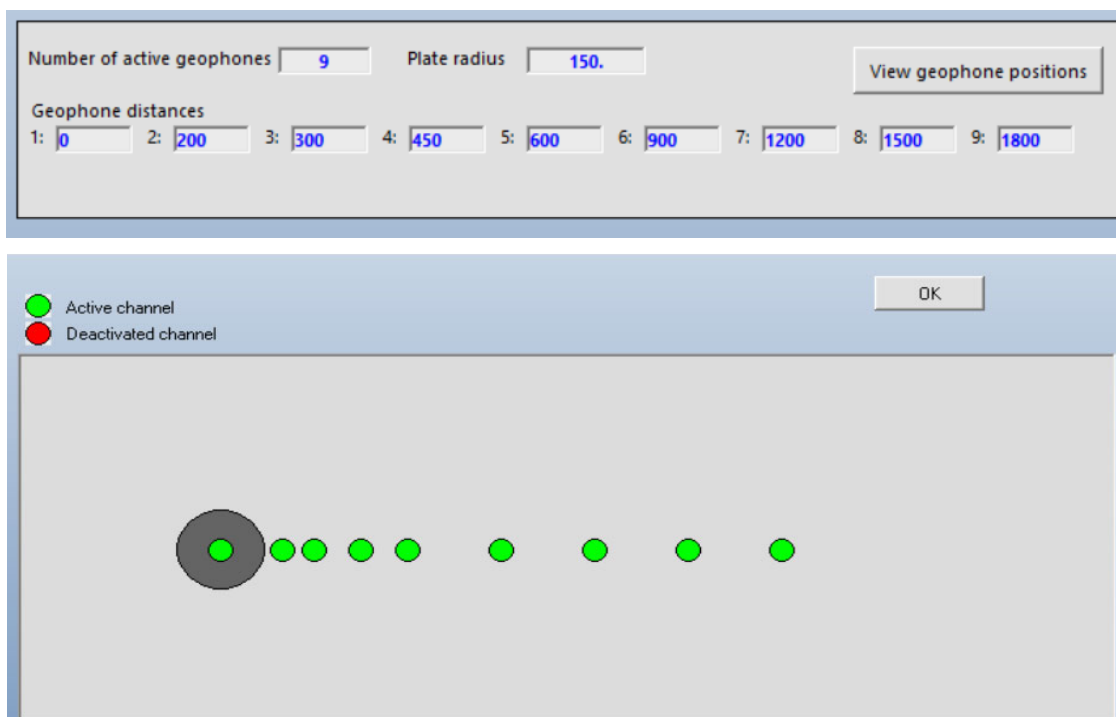 Number of active geophones 9 Plate radius 150. View geophone positions
Geophone distances
1: 0 2: 200 3: 300 4: 450 5: 600 6: 900 7: 1200 8: 1500 9: 1800
OK
Active channel
Deactivated channel